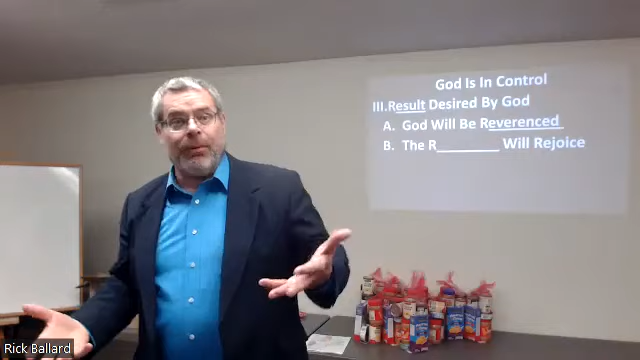 God Is In Control
III.Result Desired By God
A. God Will Be Reverenced
B. The R________ Will Rejoice
Rick Ballard